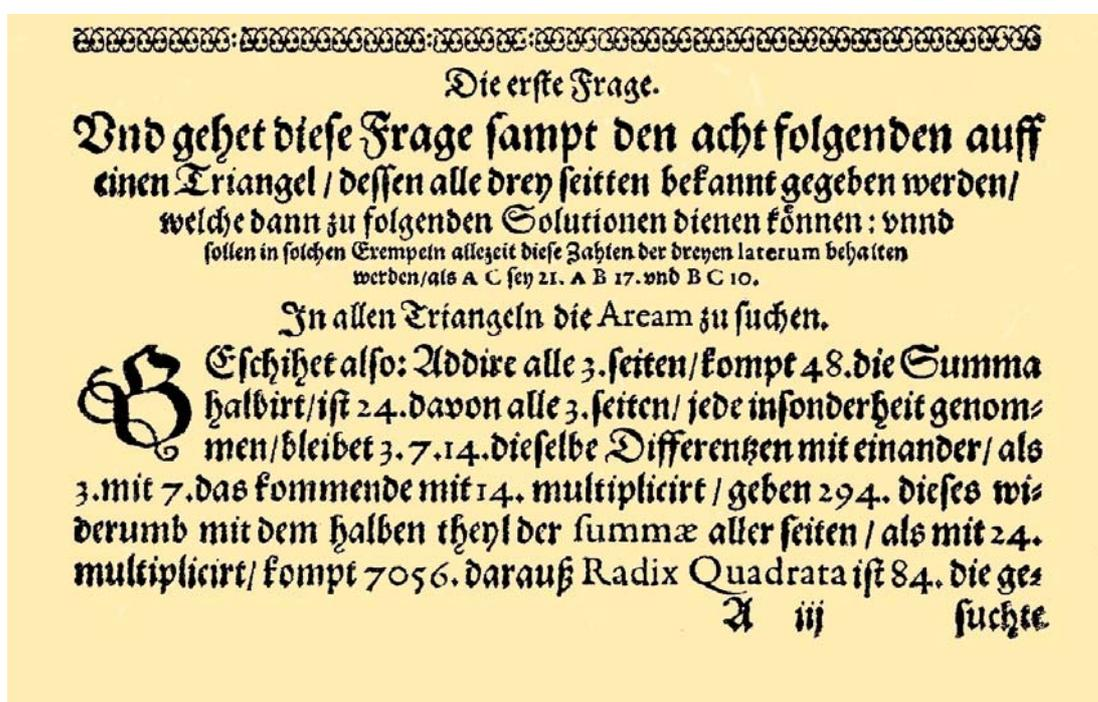 Die erste Frage.
Vnd gehet diese Frage sampt den acht folgenden auff
einen Triangel / dessen alle drey seitten bekannt gegeben werden/
welche dann zu folgenden Solutionen dienen können: vnnd
sollen in solchen Exempeln allezeit diese Zahlen der dreyen laterum behalten
werden/als A C sey 21. A B 17. vnd B C 10.
In allen Triangeln die Aream zu suchen.
GEschihet also: Addire alle 3. seiten/ kompt 48. die Summa
halbirt/ist 24. davon alle 3. seiten/ jede insonderheit genom=
men/bleibet 3. 7. 14. dieselbe Differentzen mit einander/ als
3. mit 7. das kommende mit 14. multiplicirt / geben 294. dieses wi=
derumb mit dem halben theyl der summæ aller seiten / als mit 24.
multiplicirt/ kompt 7056. darauß Radix Quadrata ist 84. die ge=
A iij suchte